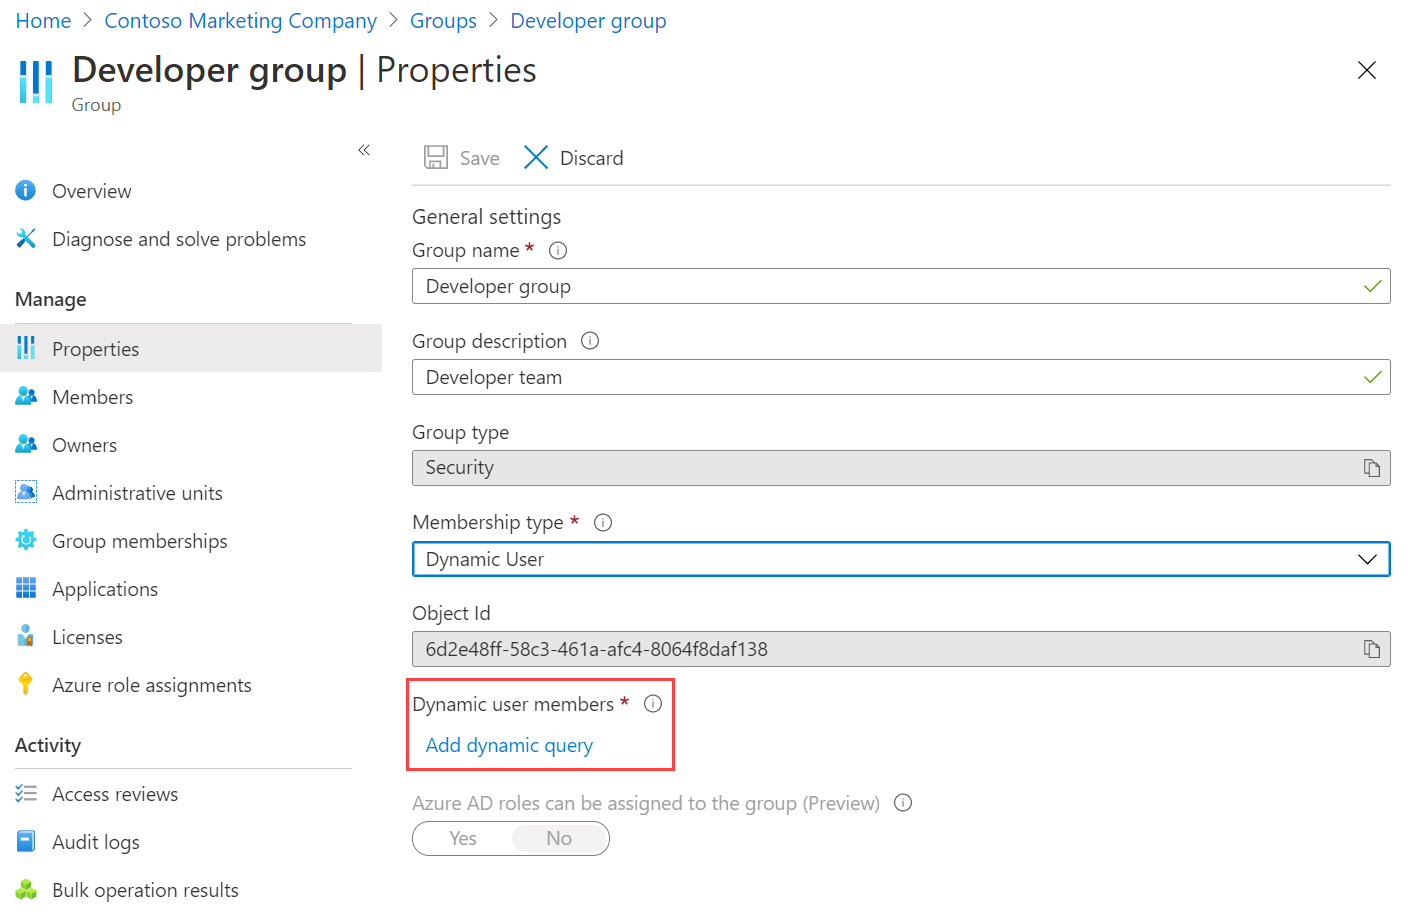 Home > Contoso Marketing Company > Groups > Developer group
Developer group | Properties
Group
«
Save Discard
Overview
Diagnose and solve problems
Manage
Properties
Members
Owners
Administrative units
Group memberships
Applications
Licenses
Azure role assignments
Activity
Access reviews
Audit logs
Bulk operation results
General settings
Group name *
Developer group
Group description
Developer team
Group type
Security
Membership type *
Dynamic User
Object Id
6d2e48ff-58c3-461a-afc4-8064f8daf138
Dynamic user members *
Add dynamic query
Azure AD roles can be assigned to the group (Preview)
Yes No